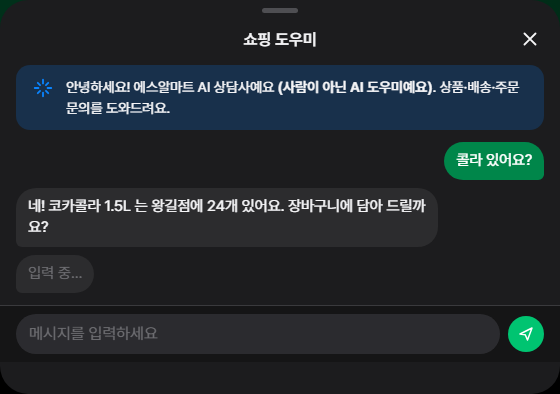 쇼핑 도우미
안녕하세요! 에스알마트 AI 상담사예요 (사람이 아닌 AI 도우미예요). 상품·배송·주문
문의를 도와드려요.
콜라 있어요?
네! 코카콜라 1.5L 는 왕길점에 24개 있어요. 장바구니에 담아 드릴까
요?
입력 중...
메시지를 입력하세요